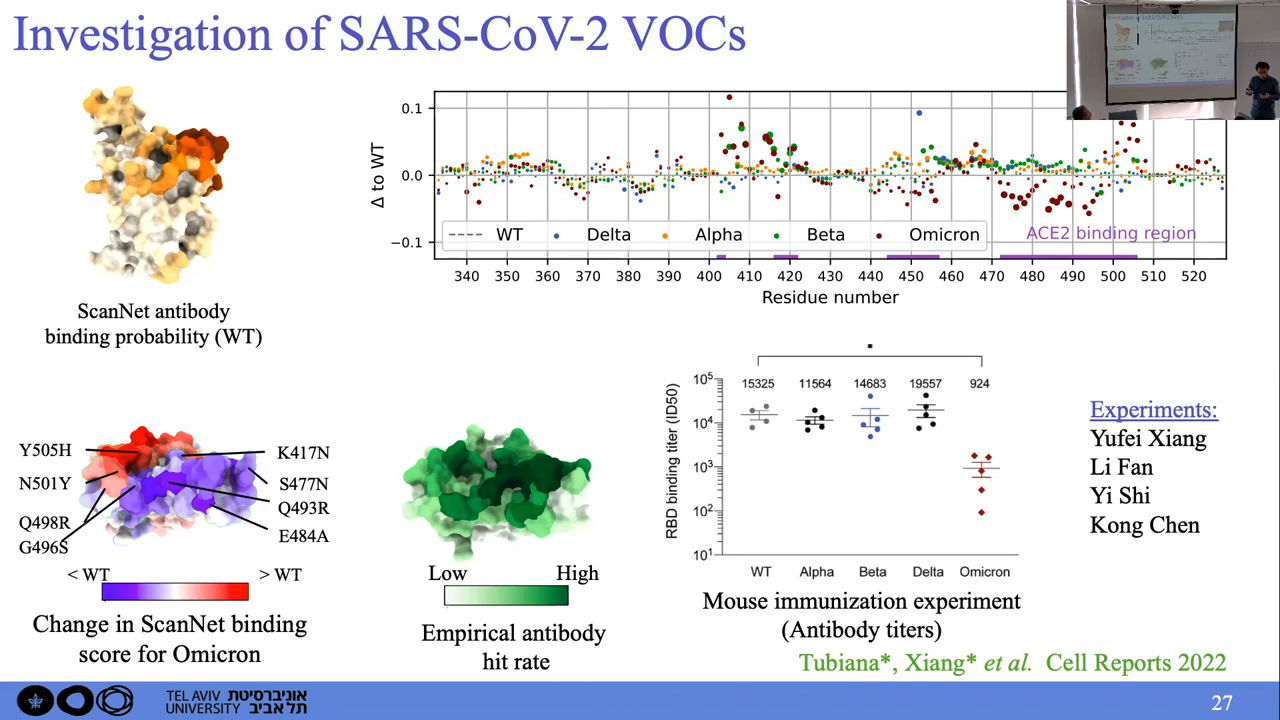 Investigation of SARS-CoV-2 VOCs
ScanNet antibody
binding probability (WT)
Δ to WT
0.1
0.0
−0.1
WT
Delta
Alpha
Beta
Omicron
ACE2 binding region
340 350 360 370 380 390 400 410 420 430 440 450 460 470 480 490 500 510 520
Residue number
Y505H
N501Y
Q498R
G496S
K417N
S477N
Q493R
E484A
< WT
> WT
Change in ScanNet binding
score for Omicron
Low
High
Empirical antibody
hit rate
RBD binding titer (ID50)
10⁵
10⁴
10³
10²
10¹
15325 11564 14683 19557 924
WT Alpha Beta Delta Omicron
Mouse immunization experiment
(Antibody titers)
Experiments:
Yufei Xiang
Li Fan
Yi Shi
Kong Chen
Tubiana*, Xiang* et al. Cell Reports 2022
TEL AVIV אוניברסיטת
UNIVERSITY תל אביב
27